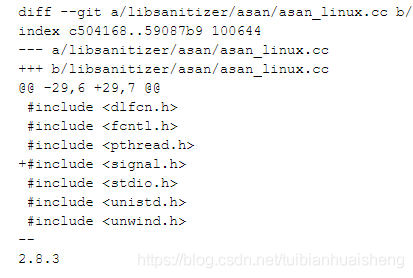 diff --git a/libsanitizer/asan/asan_linux.cc b/
index c504168..59087b9 100644
--- a/libsanitizer/asan/asan_linux.cc
+++ b/libsanitizer/asan/asan_linux.cc
@@ -29,6 +29,7 @@
 #include <dlfcn.h>
 #include <fcntl.h>
 #include <pthread.h>
+#include <signal.h>
 #include <stdio.h>
 #include <unistd.h>
 #include <unwind.h>
--
2.8.3
https://blog.csdn.net/tuibianhuaisheng